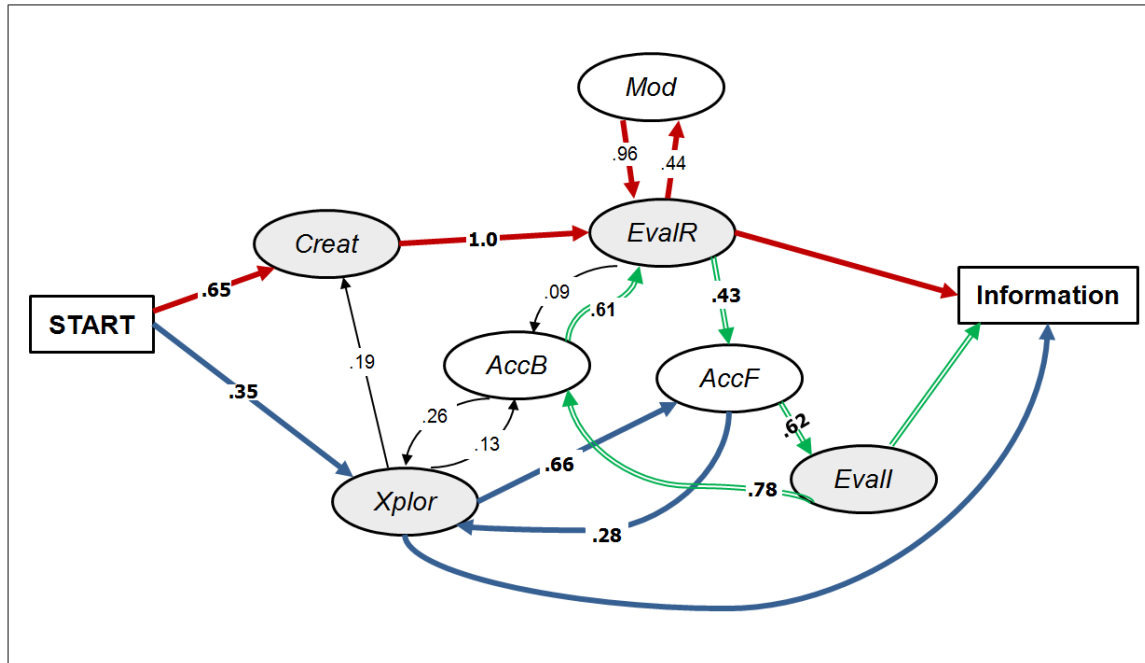 Mod
.96
.44
Creat
1.0
EvalR
.65
START
.09
.61
.43
Information
.19
AccB
AccF
.35
.26
.13
.66
.62
Xplor
.78
EvalI
.28